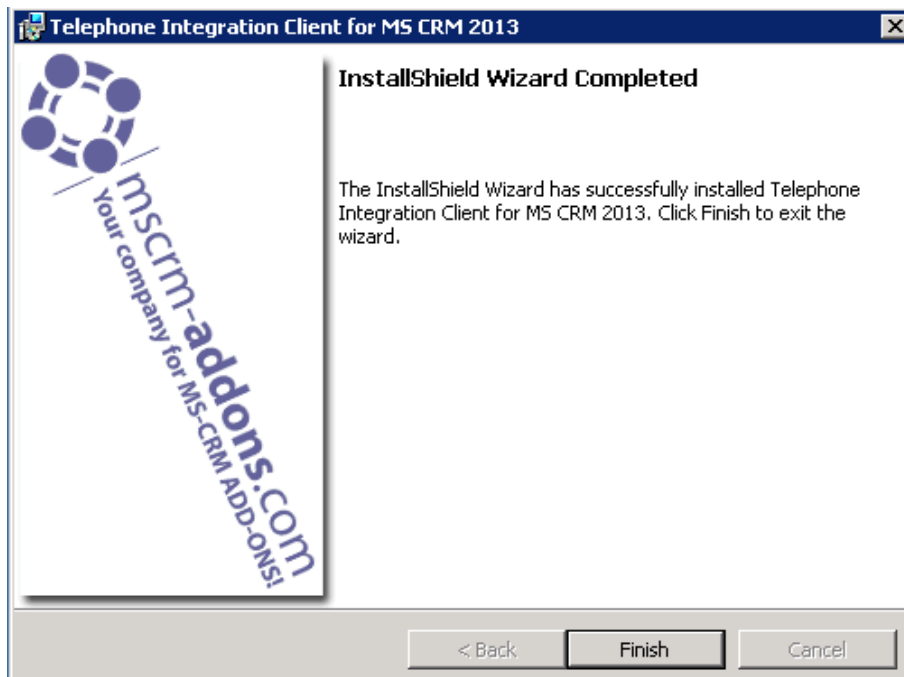 Telephone Integration Client for MS CRM 2013
InstallShield Wizard Completed
The InstallShield Wizard has successfully installed Telephone
Integration Client for MS CRM 2013. Click Finish to exit the
wizard.
mscrm-addons.com
Your company for MS-CRM ADD-ONS!
< Back
Finish
Cancel